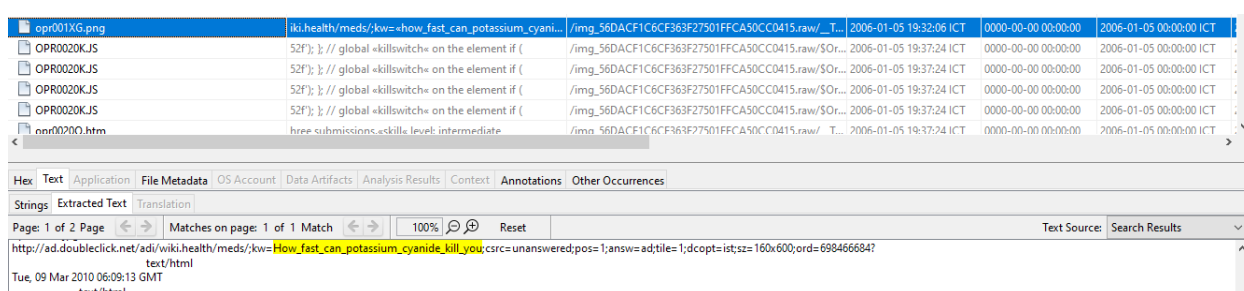 opr001XG.png iki.health/meds/;kw=«how_fast_can_potassium_cyani... /img_56DACF1C6CF363F27501FFCA50CC0415.raw/__T... 2006-01-05 19:32:06 ICT 0000-00-00 00:00:00 2006-01-05 00:00:00 ICT
OPR0020K.JS 52f'); }; // global «killswitch« on the element if ( /img_56DACF1C6CF363F27501FFCA50CC0415.raw/$Or... 2006-01-05 19:37:24 ICT 0000-00-00 00:00:00 2006-01-05 00:00:00 ICT
OPR0020K.JS 52f'); }; // global «killswitch« on the element if ( /img_56DACF1C6CF363F27501FFCA50CC0415.raw/$Or... 2006-01-05 19:37:24 ICT 0000-00-00 00:00:00 2006-01-05 00:00:00 ICT
OPR0020K.JS 52f'); }; // global «killswitch« on the element if ( /img_56DACF1C6CF363F27501FFCA50CC0415.raw/$Or... 2006-01-05 19:37:24 ICT 0000-00-00 00:00:00 2006-01-05 00:00:00 ICT
opr0020Q.htm hree submissions.«skill« level: intermediate /img_56DACF1C6CF363F27501FFCA50CC0415.raw/__T... 2006-01-05 19:37:24 ICT 0000-00-00 00:00:00 2006-01-05 00:00:00 ICT
Hex Text Application File Metadata OS Account Data Artifacts Analysis Results Context Annotations Other Occurrences
Strings Extracted Text Translation
Page: 1 of 2 Page Matches on page: 1 of 1 Match 100% Reset Text Source: Search Results
http://ad.doubleclick.net/adi/wiki.health/meds/;kw=How_fast_can_potassium_cyanide_kill_you;csrc=unanswered;pos=1;answ=ad;tile=1;dcopt=ist;sz=160x600;ord=698466684?
text/html
Tue, 09 Mar 2010 06:09:13 GMT
text/html